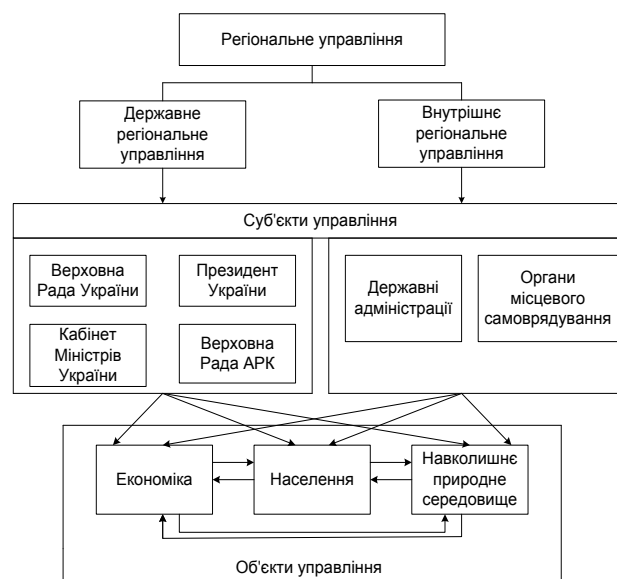 Регіональне управління
Державне
регіональне
управління
Внутрішнє
регіональне
управління
Суб'єкти управління
Верховна
Рада України
Президент
України
Кабінет
Міністрів
України
Верховна
Рада АРК
Державні
адміністрації
Органи
місцевого
самоврядування
Економіка
Населення
Навколишнє
природне
середовище
Об'єкти управління